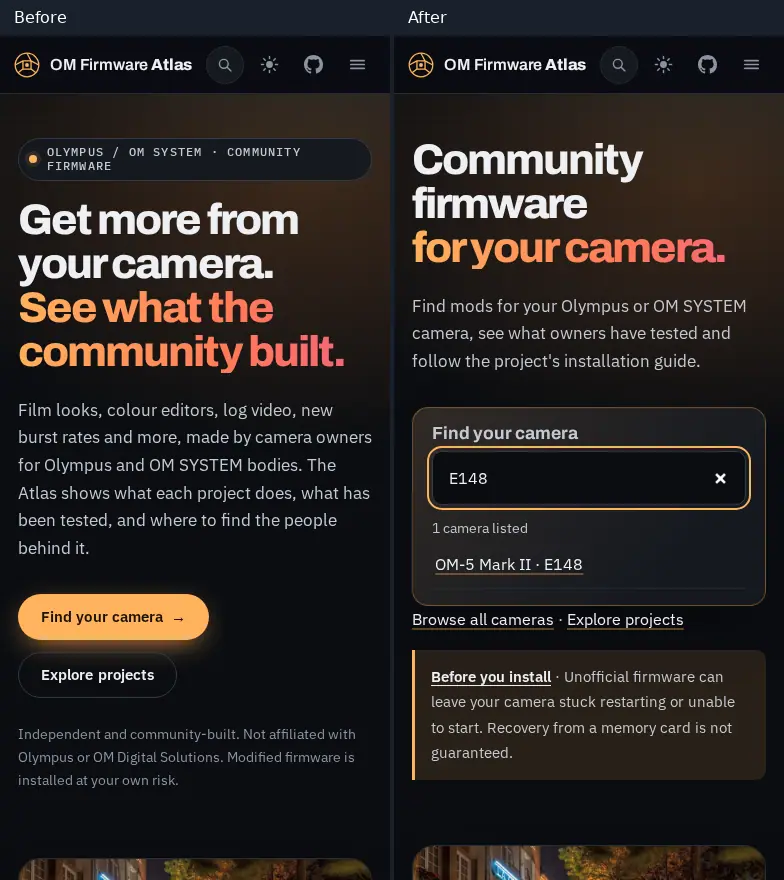 Before
OM Firmware Atlas
OLYMPUS / OM SYSTEM · COMMUNITY
FIRMWARE
Get more from
your camera.
See what the
community built.
Film looks, colour editors, log video, new
burst rates and more, made by camera owners
for Olympus and OM SYSTEM bodies. The
Atlas shows what each project does, what has
been tested, and where to find the people
behind it.
Find your camera →
Explore projects
Independent and community-built. Not affiliated with
Olympus or OM Digital Solutions. Modified firmware is
installed at your own risk.
After
OM Firmware Atlas
Community
firmware
for your camera.
Find mods for your Olympus or OM SYSTEM
camera, see what owners have tested and
follow the project's installation guide.
Find your camera
E148
1 camera listed
OM-5 Mark II · E148
Browse all cameras · Explore projects
Before you install · Unofficial firmware can
leave your camera stuck restarting or unable
to start. Recovery from a memory card is not
guaranteed.